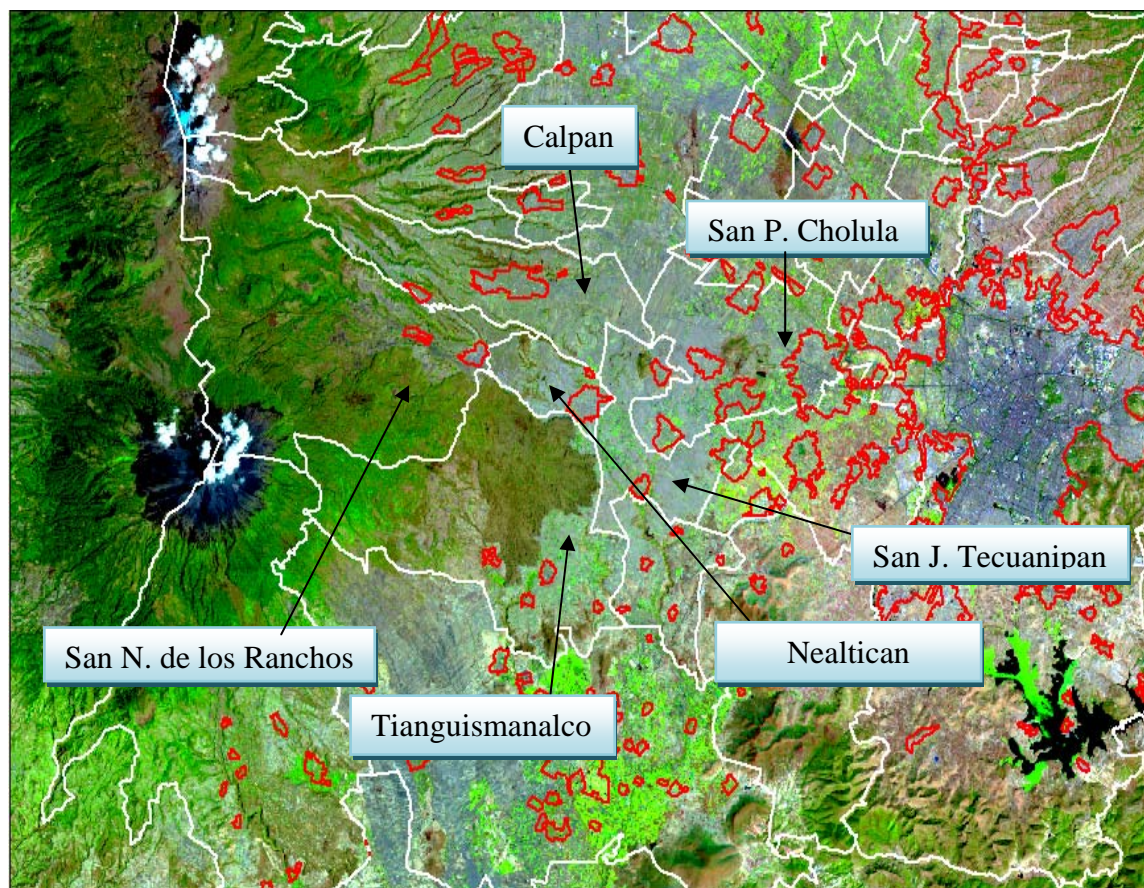 Calpan
San P. Cholula
San J. Tecuanipan
San N. de los Ranchos
Nealtican
Tianguismanalco